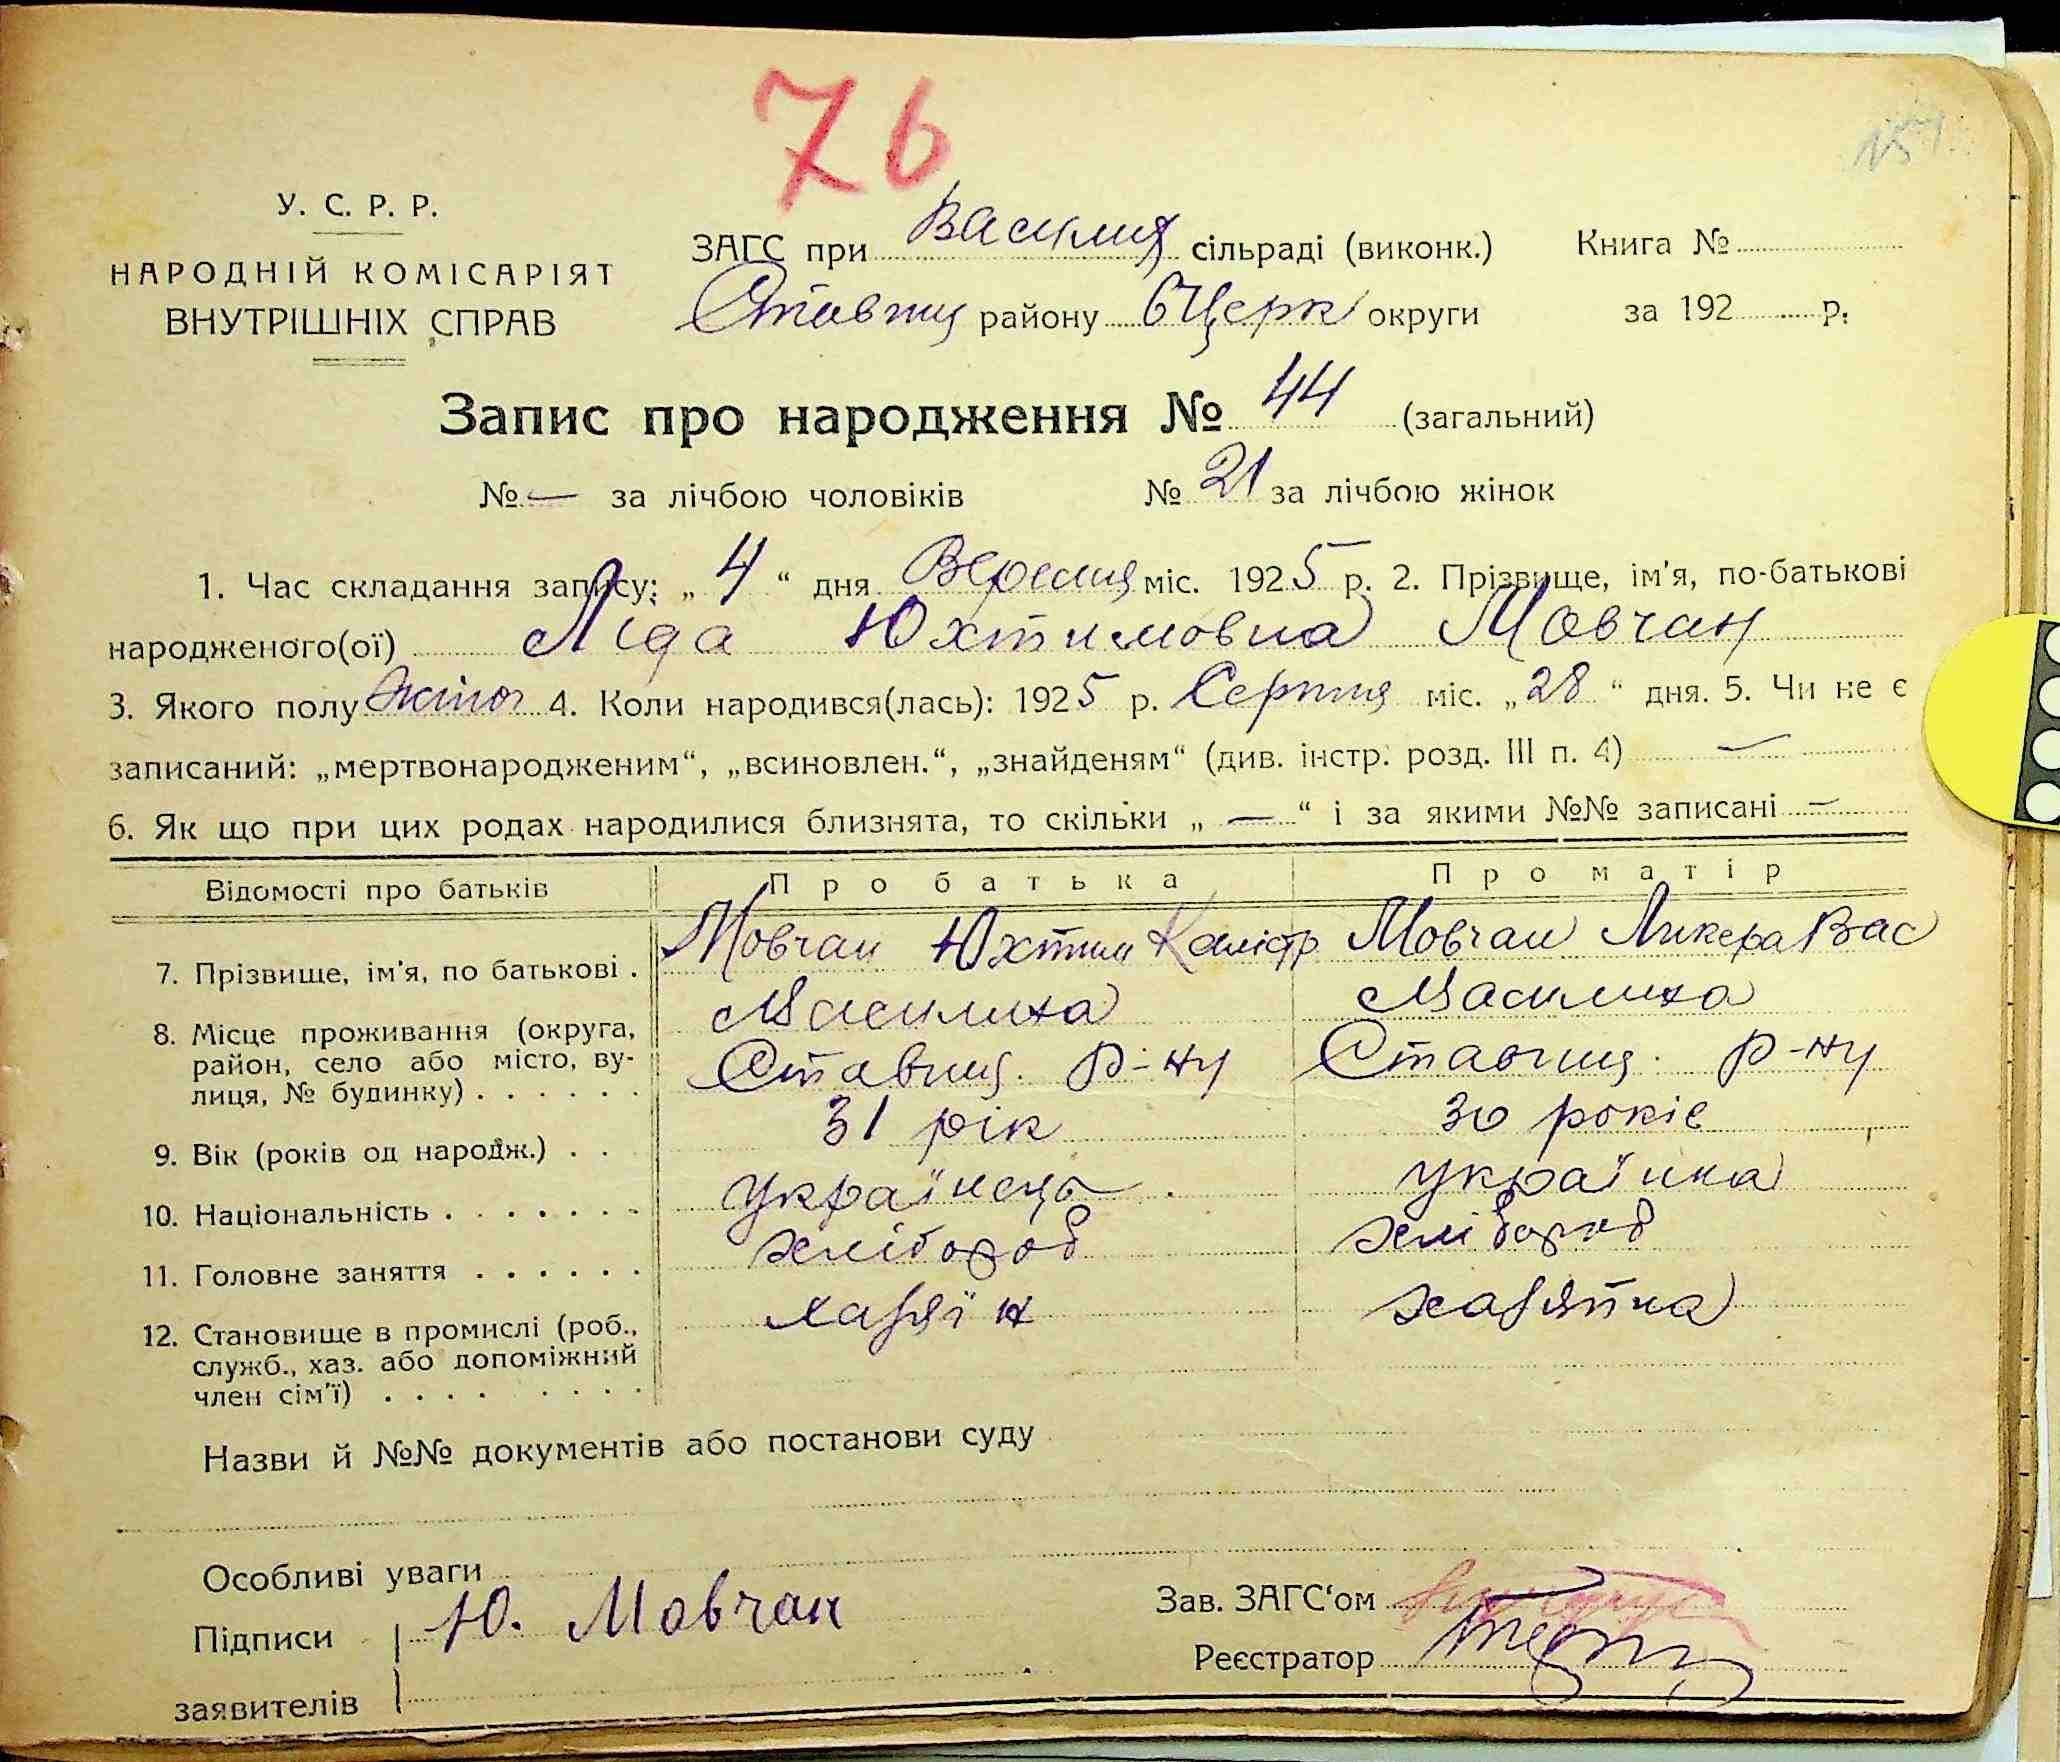 76
У. С. Р. Р.
НАРОДНІЙ КОМІСАРІЯТ
ВНУТРІШНІХ СПРАВ
ЗАГС при Василих сільраді (виконк.) Книга №
Ставищ району БЦерк округи за 192 р.
Запис про народження № 44 (загальний)
№ — за лічбою чоловіків № 21 за лічбою жінок
1. Час складання запису: „ 4 “ дня Вересня міс. 1925 р. 2. Прізвище, ім'я, по-батькові
народженого(ої) Ліда Юхтимовна Мовчан
3. Якого полу жіноч 4. Коли народився(лась): 1925 р. Серпня міс. „ 28 “ дня. 5. Чи не є
записаний: „мертвонародженим“, „всиновлен.“, „знайденям“ (див. інстр. розд. III п. 4) —
6. Як що при цих родах народилися близнята, то скільки „ — “ і за якими №№ записані —
Відомості про батьків Про батька Про матір
7. Прізвище, ім'я, по батькові . Мовчан Юхтим Калістр Мовчан Ликера Вас
8. Місце проживання (округа, район, село або місто, вулиця, № будинку) . . . . . . Василиха Василиха
Ставищ. р-ну Ставищ. р-ну
9. Вік (років од народж.) . . 31 рік 30 років
10. Національність . . . . . . . Українець українка
11. Головне заняття . . . . . . хлібороб хлібороб
12. Становище в промислі (роб., служб., хаз. або допоміжний член сім'ї) . . . . . . . . хазяїн хазяйка
Назви й №№ документів або постанови суду
Особливі уваги
Підписи Ю. Мовчан Зав. ЗАГС‘ом
заявителів Реєстратор